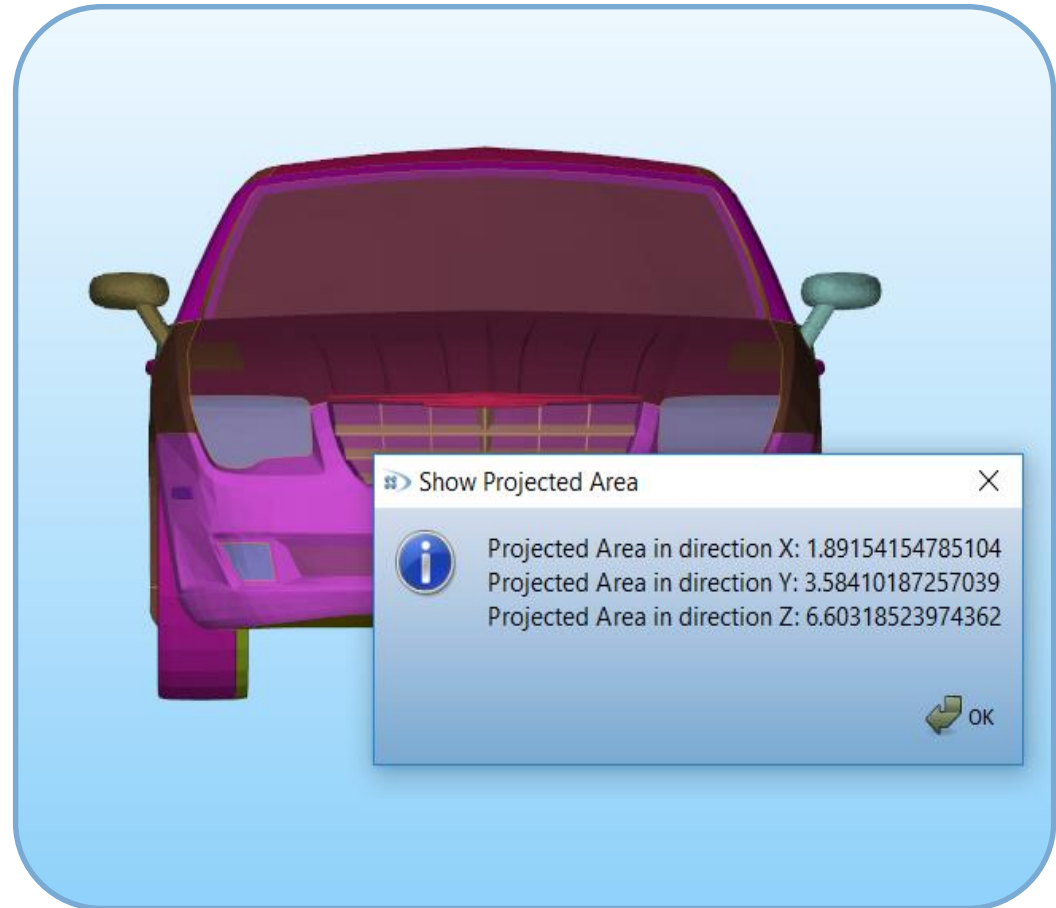 Show Projected Area
Projected Area in direction X: 1.89154154785104
Projected Area in direction Y: 3.58410187257039
Projected Area in direction Z: 6.60318523974362
OK